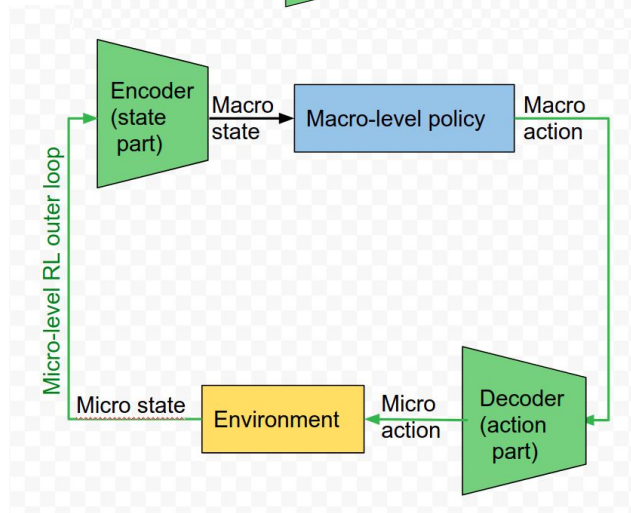 Encoder
(state
part)
Macro
state
Macro-level policy
Macro
action
Micro-level RL outer loop
Micro state
Environment
Micro
action
Decoder
(action
part)